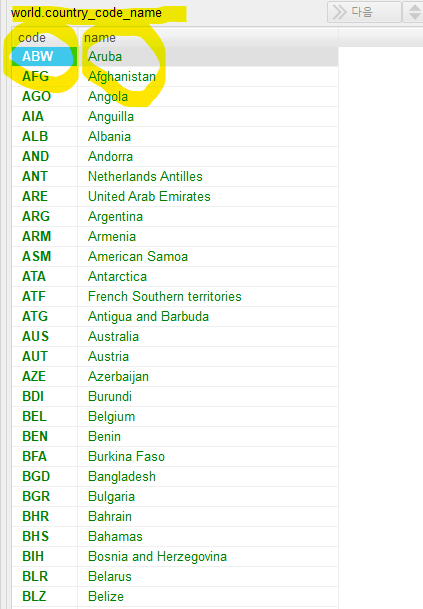 world.country_code_name
다음
code name
ABW Aruba
AFG Afghanistan
AGO Angola
AIA Anguilla
ALB Albania
AND Andorra
ANT Netherlands Antilles
ARE United Arab Emirates
ARG Argentina
ARM Armenia
ASM American Samoa
ATA Antarctica
ATF French Southern territories
ATG Antigua and Barbuda
AUS Australia
AUT Austria
AZE Azerbaijan
BDI Burundi
BEL Belgium
BEN Benin
BFA Burkina Faso
BGD Bangladesh
BGR Bulgaria
BHR Bahrain
BHS Bahamas
BIH Bosnia and Herzegovina
BLR Belarus
BLZ Belize